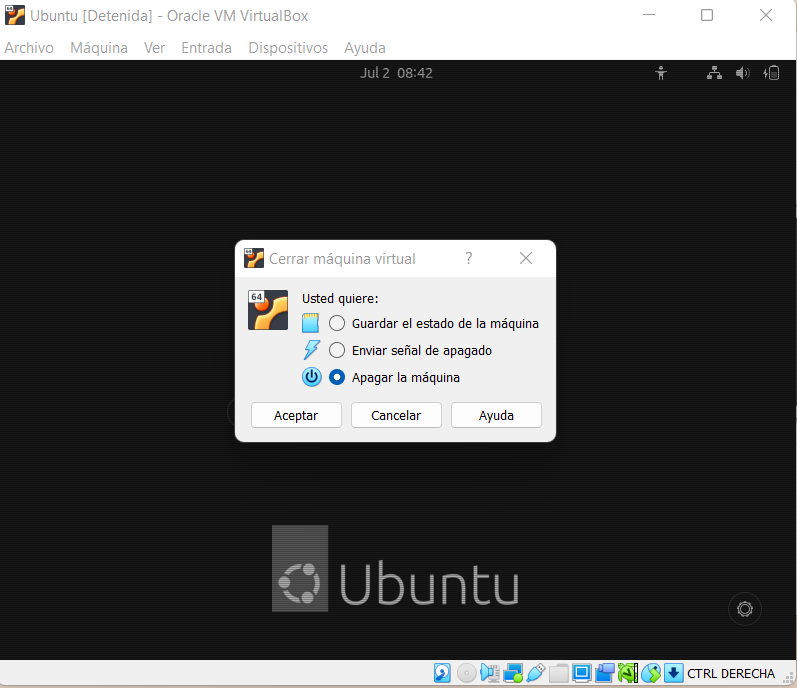 64
Ubuntu [Detenida] - Oracle VM VirtualBox
Archivo Máquina Ver Entrada Dispositivos Ayuda
Jul 2 08:42
64
Cerrar máquina virtual ?
64
Usted quiere:
Guardar el estado de la máquina
Enviar señal de apagado
Apagar la máquina
Aceptar Cancelar Ayuda
Ubuntu
CTRL DERECHA